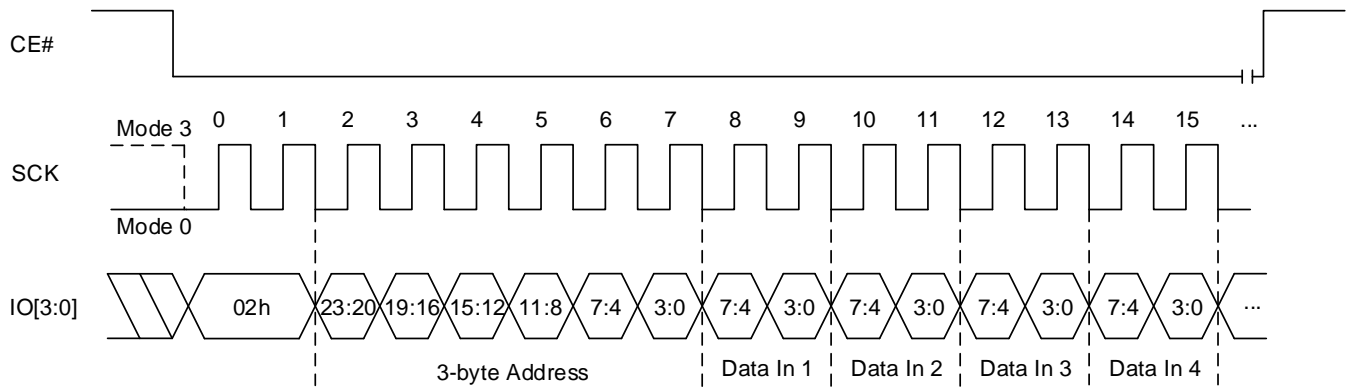 CE#
Mode 3
0 1 2 3 4 5 6 7 8 9 10 11 12 13 14 15 ...
SCK
Mode 0
IO[3:0]
02h 23:20 19:16 15:12 11:8 7:4 3:0 7:4 3:0 7:4 3:0 7:4 3:0 7:4 3:0 ...
3-byte Address Data In 1 Data In 2 Data In 3 Data In 4